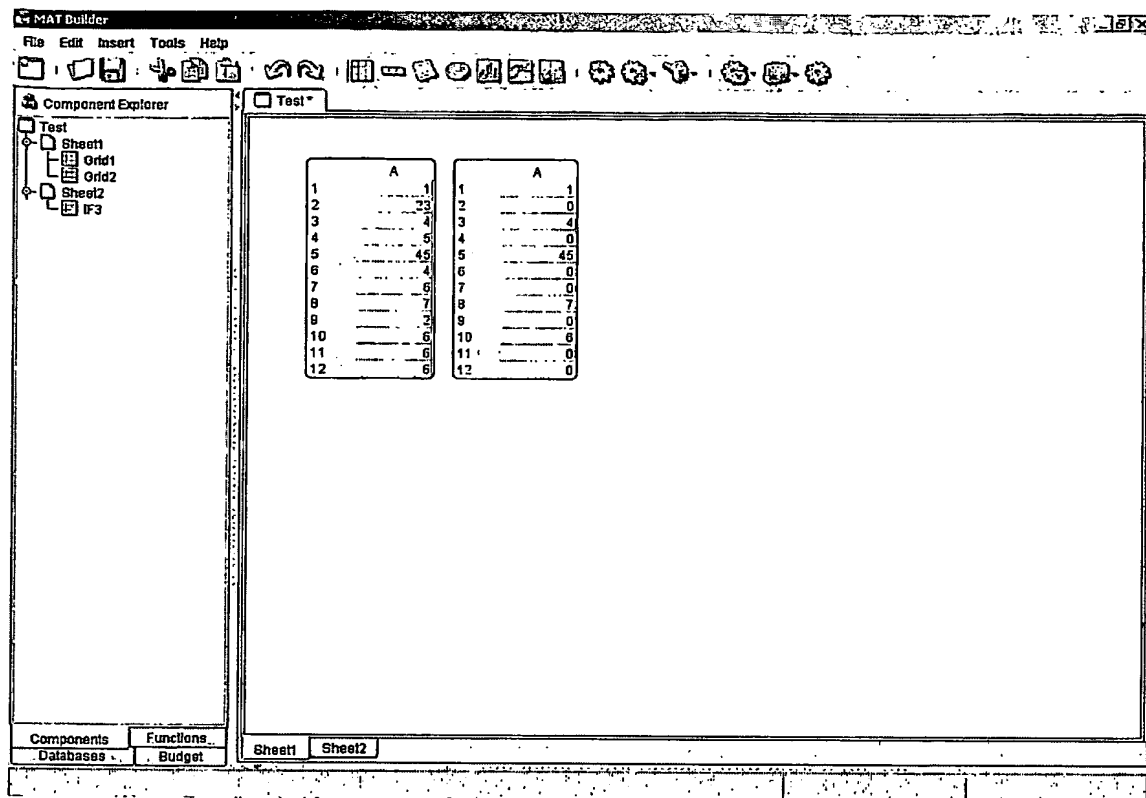 MAT Builder
File Edit Insert Tools Help
Component Explorer
Test
Sheet1
Grid1
Grid2
Sheet2
IF3
Test*
A
1 1
2 23
3 4
4 5
5 45
6 4
7 6
8 7
9 2
10 6
11 6
12 6
A
1 1
2 0
3 4
4 0
5 45
6 0
7 0
8 7
9 0
10 6
11 0
12 0
Components Functions
Databases Budget
Sheet1 Sheet2